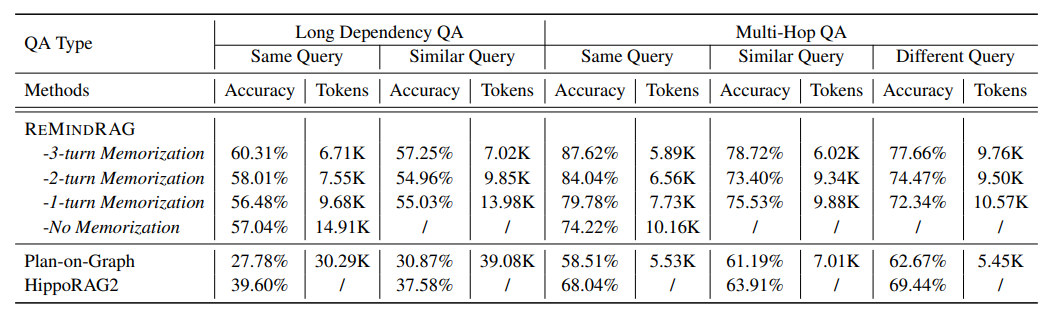 QA Type Long Dependency QA Multi-Hop QA
Same Query Similar Query Same Query Similar Query Different Query
Methods Accuracy Tokens Accuracy Tokens Accuracy Tokens Accuracy Tokens Accuracy Tokens
REMINDRAG
-3-turn Memorization 60.31% 6.71K 57.25% 7.02K 87.62% 5.89K 78.72% 6.02K 77.66% 9.76K
-2-turn Memorization 58.01% 7.55K 54.96% 9.85K 84.04% 6.56K 73.40% 9.34K 74.47% 9.50K
-1-turn Memorization 56.48% 9.68K 55.03% 13.98K 79.78% 7.73K 75.53% 9.88K 72.34% 10.57K
-No Memorization 57.04% 14.91K / / 74.22% 10.16K / / / /
Plan-on-Graph 27.78% 30.29K 30.87% 39.08K 58.51% 5.53K 61.19% 7.01K 62.67% 5.45K
HippoRAG2 39.60% / 37.58% / 68.04% / 63.91% / 69.44% /